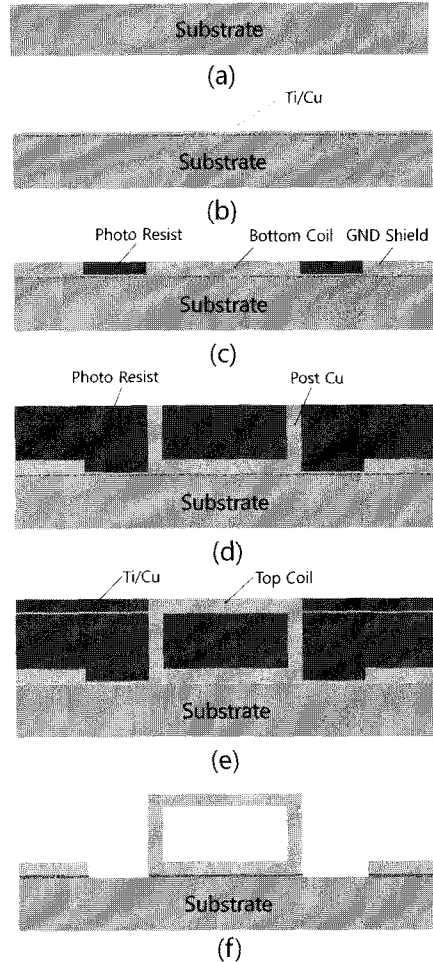 Substrate
(a)
Ti/Cu
Substrate
(b)
Photo Resist Bottom Coil GND Shield
Substrate
(c)
Photo Resist Post Cu
Substrate
(d)
Ti/Cu Top Coil
Substrate
(e)
Substrate
(f)